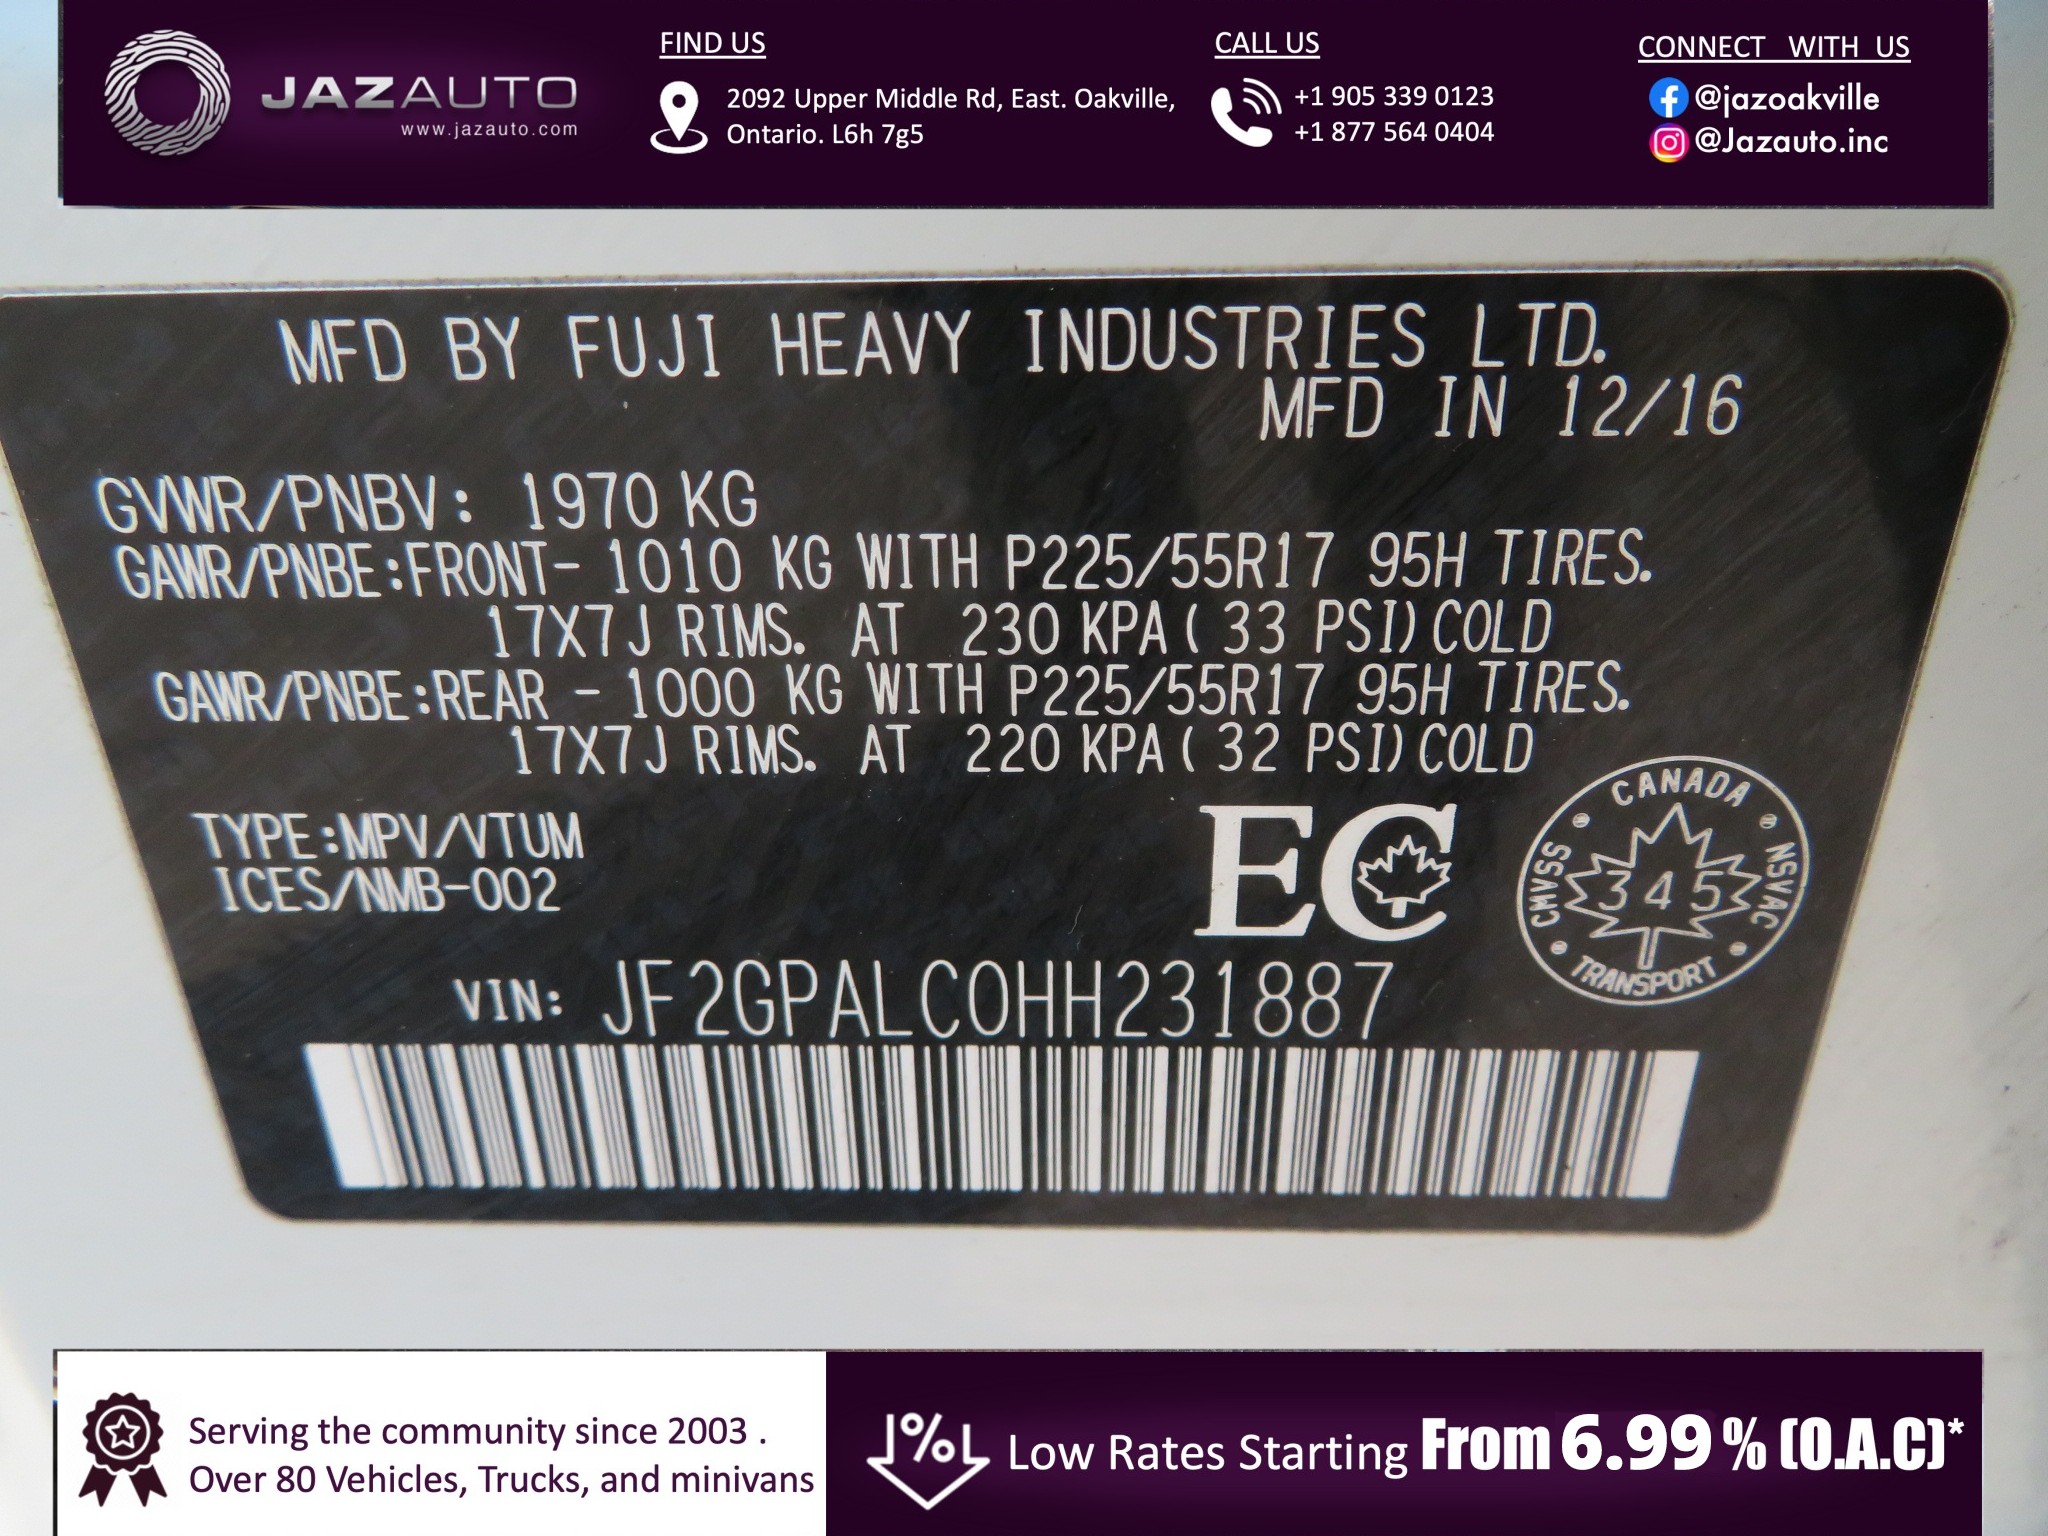 JAZAUTO
www.jazauto.com
FIND US
2092 Upper Middle Rd, East. Oakville,
Ontario. L6h 7g5
CALL US
+1 905 339 0123
+1 877 564 0404
CONNECT WITH US
@jazoakville
@Jazauto.inc
MFD BY FUJI HEAVY INDUSTRIES LTD.
MFD IN 12/16
GVWR/PNBV: 1970 KG
GAWR/PNBE:FRONT- 1010 KG WITH P225/55R17 95H TIRES.
17X7J RIMS. AT 230 KPA ( 33 PSI) COLD
GAWR/PNBE:REAR - 1000 KG WITH P225/55R17 95H TIRES.
17X7J RIMS. AT 220 KPA ( 32 PSI) COLD
TYPE:MPV/VTUM
ICES/NMB-002
EC
CANADA
CMVSS
345
NSVAC
TRANSPORT
VIN: JF2GPALC0HH231887
Serving the community since 2003 .
Over 80 Vehicles, Trucks, and minivans
% Low Rates Starting From 6.99 % (O.A.C)*